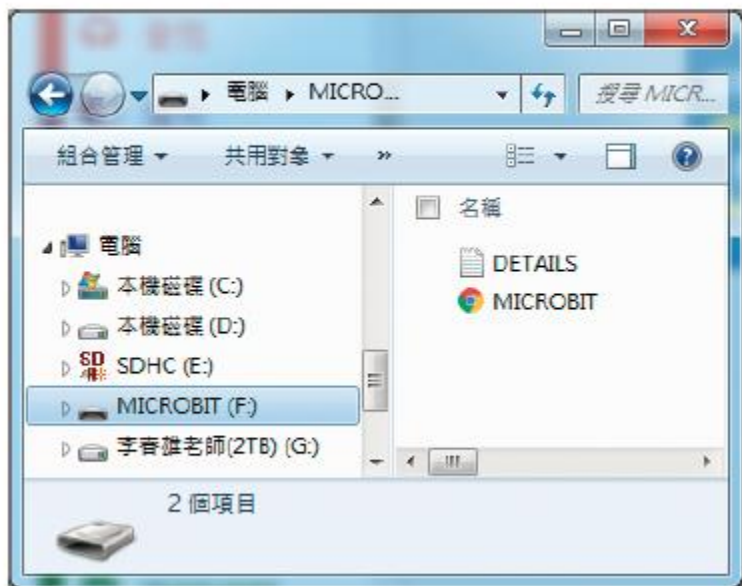 電腦 MICRO...
搜尋 MICR...
組合管理 共用對象 »
名稱
電腦
本機磁碟 (C:)
本機磁碟 (D:)
SDHC (E:)
MICROBIT (F:)
李春雄老師(2TB) (G:)
DETAILS
MICROBIT
2 個項目